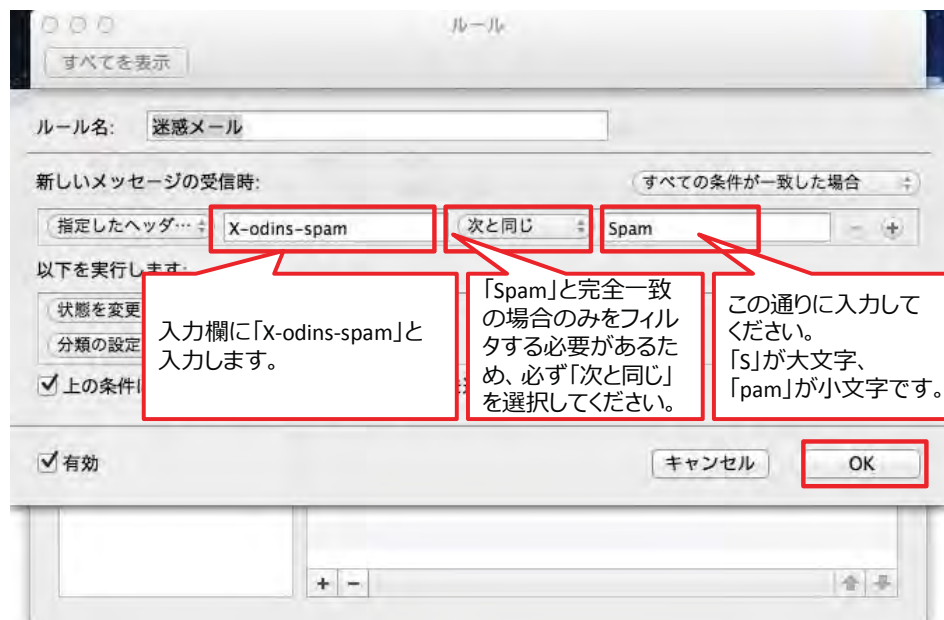 ルール
すべてを表示
ルール名: 迷惑メール
新しいメッセージの受信時: すべての条件が一致した場合
指定したヘッダ… X-odins-spam 次と同じ Spam - +
以下を実行します:
状態を変更
分類の設定
入力欄に「X-odins-spam」と
入力します。
「Spam」と完全一致
の場合のみをフィル
タする必要があるた
め、必ず「次と同じ」
を選択してください。
この通りに入力して
ください。
「S」が大文字、
「pam」が小文字です。
上の条件
有効 キャンセル OK
+ -